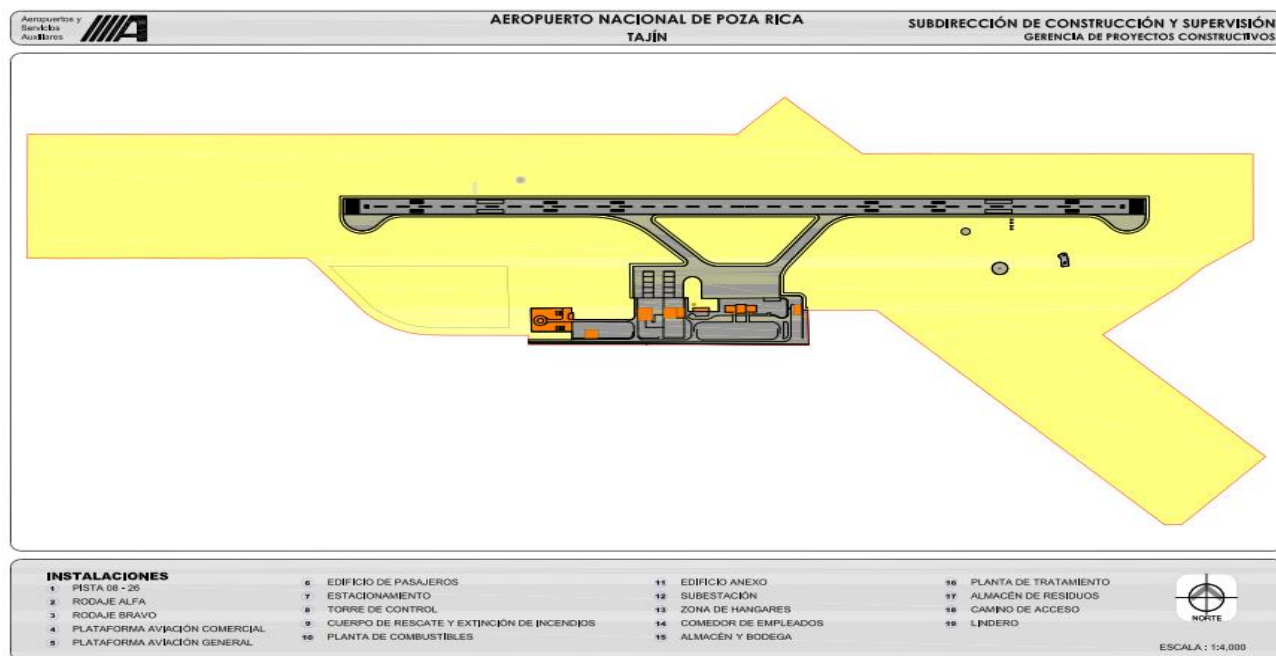 Aeropuertos y
Servicios
Auxiliares
AEROPUERTO NACIONAL DE POZA RICA
TAJÍN
SUBDIRECCIÓN DE CONSTRUCCIÓN Y SUPERVISIÓN
GERENCIA DE PROYECTOS CONSTRUCTIVOS
INSTALACIONES
1 PISTA 08 - 26
2 RODAJE ALFA
3 RODAJE BRAVO
4 PLATAFORMA AVIACIÓN COMERCIAL
5 PLATAFORMA AVIACIÓN GENERAL
6 EDIFICIO DE PASAJEROS
7 ESTACIONAMIENTO
8 TORRE DE CONTROL
9 CUERPO DE RESCATE Y EXTINCIÓN DE INCENDIOS
10 PLANTA DE COMBUSTIBLES
11 EDIFICIO ANEXO
12 SUBESTACIÓN
13 ZONA DE HANGARES
14 COMEDOR DE EMPLEADOS
15 ALMACÉN Y BODEGA
16 PLANTA DE TRATAMIENTO
17 ALMACÉN DE RESIDUOS
18 CAMINO DE ACCESO
19 LINDERO
NORTE
ESCALA : 1:4,000